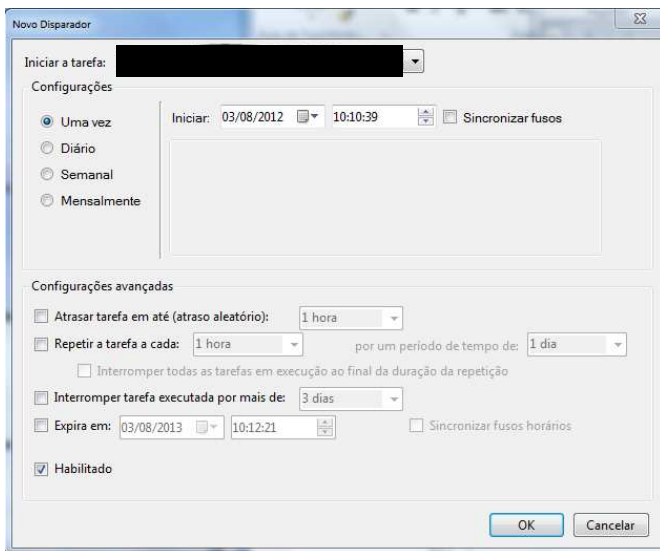 Novo Disparador
Iniciar a tarefa:
Configurações
Uma vez
Iniciar: 03/08/2012 10:10:39 Sincronizar fusos
Diário
Semanal
Mensalmente
Configurações avançadas
Atrasar tarefa em até (atraso aleatório): 1 hora
Repetir a tarefa a cada: 1 hora por um período de tempo de: 1 dia
Interromper todas as tarefas em execução ao final da duração da repetição
Interromper tarefa executada por mais de: 3 dias
Expira em: 03/08/2013 10:12:21 Sincronizar fusos horários
Habilitado
OK Cancelar